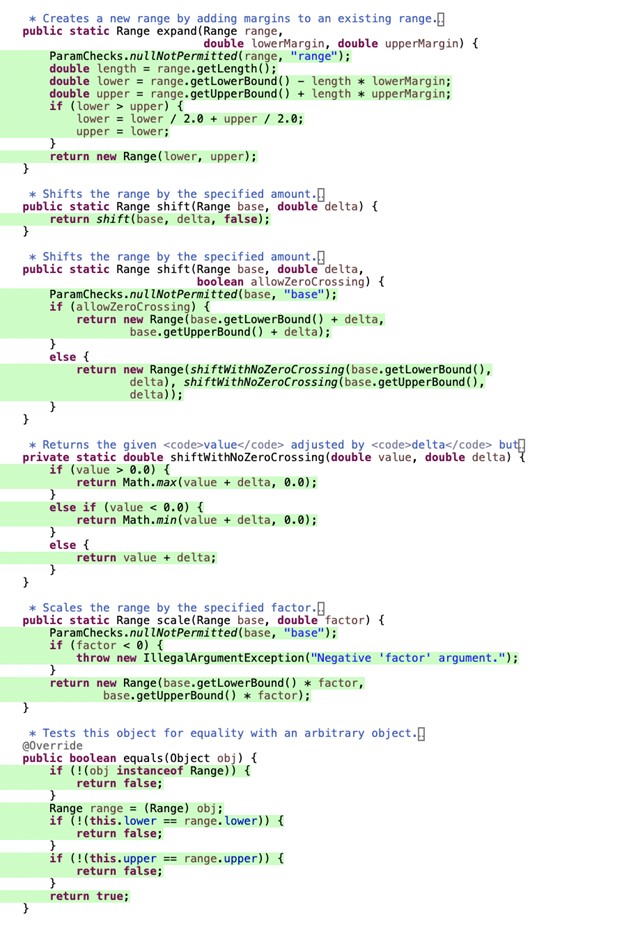 * Creates a new range by adding margins to an existing range.
public static Range expand(Range range,
double lowerMargin, double upperMargin) {
ParamChecks.nullNotPermitted(range, "range");
double length = range.getLength();
double lower = range.getLowerBound() - length * lowerMargin;
double upper = range.getUpperBound() + length * upperMargin;
if (lower > upper) {
lower = lower / 2.0 + upper / 2.0;
upper = lower;
}
return new Range(lower, upper);
}
* Shifts the range by the specified amount.
public static Range shift(Range base, double delta) {
return shift(base, delta, false);
}
* Shifts the range by the specified amount.
public static Range shift(Range base, double delta,
boolean allowZeroCrossing) {
ParamChecks.nullNotPermitted(base, "base");
if (allowZeroCrossing) {
return new Range(base.getLowerBound() + delta,
base.getUpperBound() + delta);
}
else {
return new Range(shiftWithNoZeroCrossing(base.getLowerBound(),
delta), shiftWithNoZeroCrossing(base.getUpperBound(),
delta));
}
}
* Returns the given <code>value</code> adjusted by <code>delta</code> but
private static double shiftWithNoZeroCrossing(double value, double delta) {
if (value > 0.0) {
return Math.max(value + delta, 0.0);
}
else if (value < 0.0) {
return Math.min(value + delta, 0.0);
}
else {
return value + delta;
}
}
* Scales the range by the specified factor.
public static Range scale(Range base, double factor) {
ParamChecks.nullNotPermitted(base, "base");
if (factor < 0) {
throw new IllegalArgumentException("Negative 'factor' argument.");
}
return new Range(base.getLowerBound() * factor,
base.getUpperBound() * factor);
}
* Tests this object for equality with an arbitrary object.
@Override
public boolean equals(Object obj) {
if (!(obj instanceof Range)) {
return false;
}
Range range = (Range) obj;
if (!(this.lower == range.lower)) {
return false;
}
if (!(this.upper == range.upper)) {
return false;
}
return true;
}